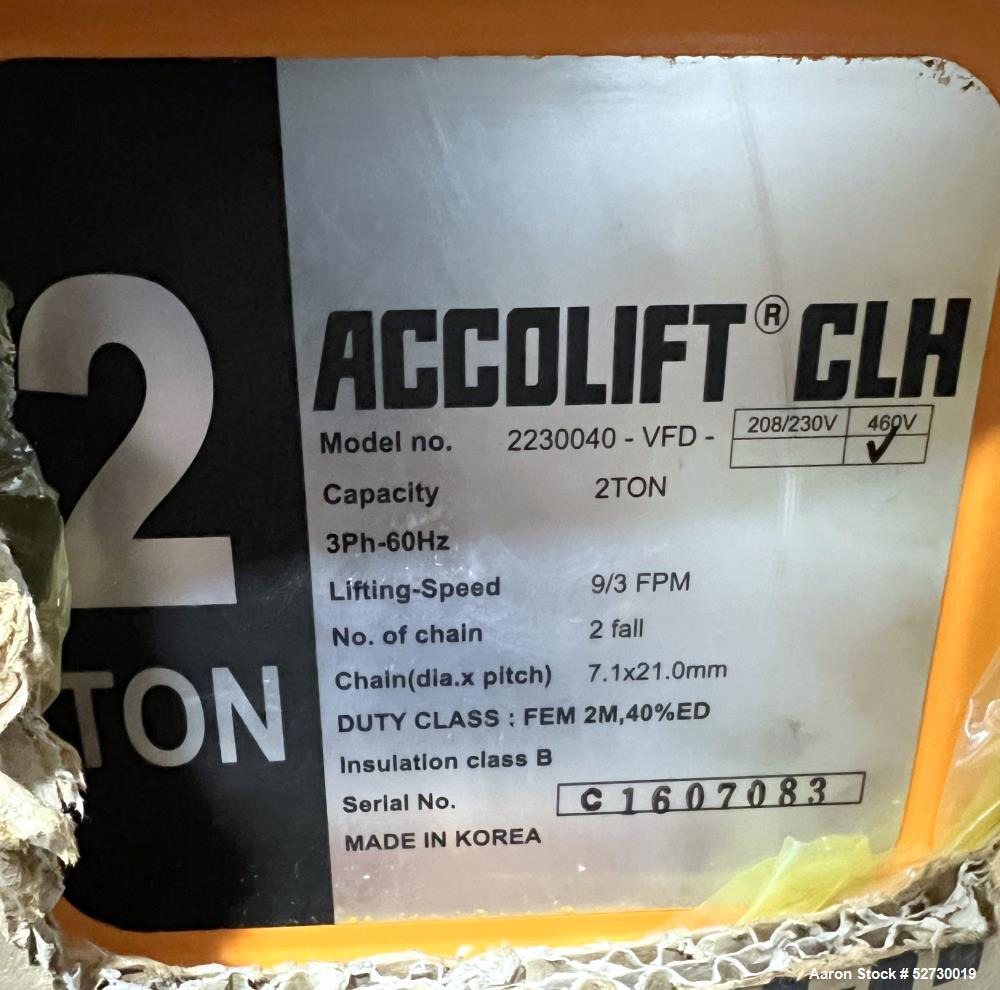 2
TON
ACCOLIFT® CLH
Model no. 2230040 - VFD - 208/230V 460V
✓
Capacity 2TON
3Ph-60Hz
Lifting-Speed 9/3 FPM
No. of chain 2 fall
Chain(dia.x pitch) 7.1x21.0mm
DUTY CLASS : FEM 2M,40%ED
Insulation class B
Serial No. C1607083
MADE IN KOREA
Aaron Stock # 52730019